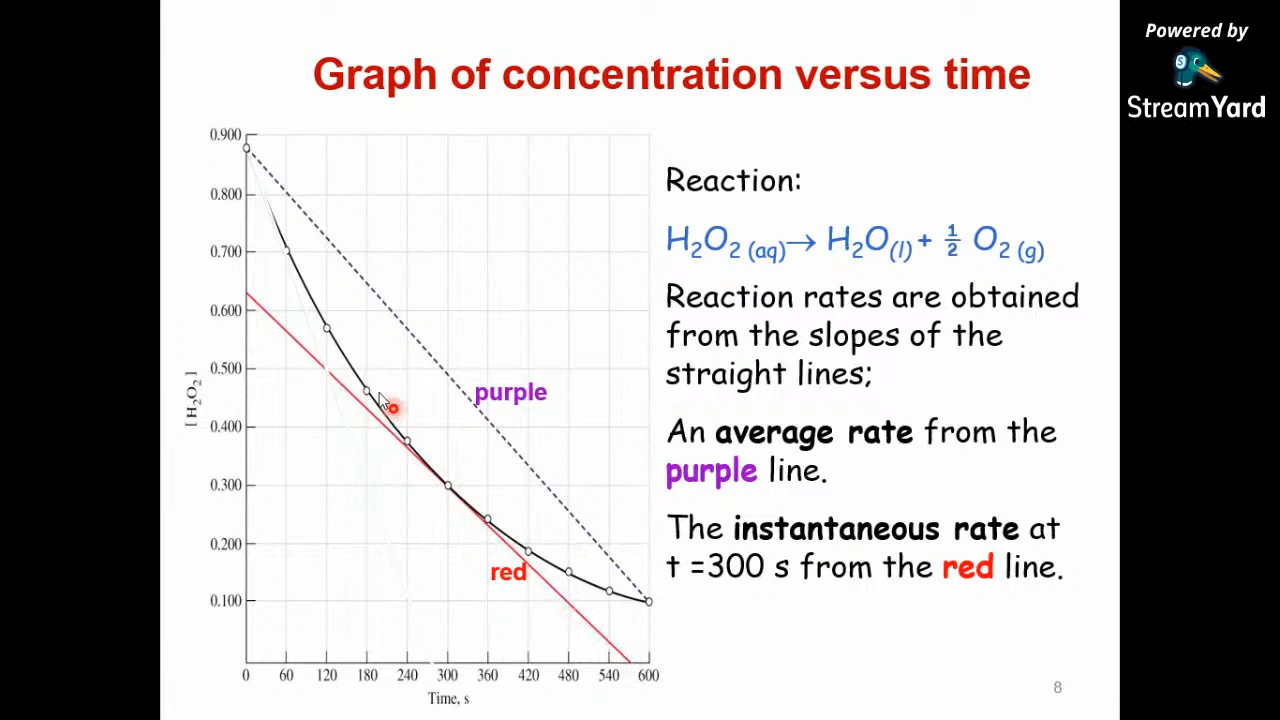 Powered by
StreamYard
Graph of concentration versus time
0.900
0.800
0.700
0.600
0.500
0.400
0.300
0.200
0.100
[H₂O₂]
0 60 120 180 240 300 360 420 480 540 600
Time, s
purple
red
Reaction:
H₂O₂ (aq)→ H₂O(l) + ½ O₂ (g)
Reaction rates are obtained
from the slopes of the
straight lines;
An average rate from the
purple line.
The instantaneous rate at
t =300 s from the red line.
8